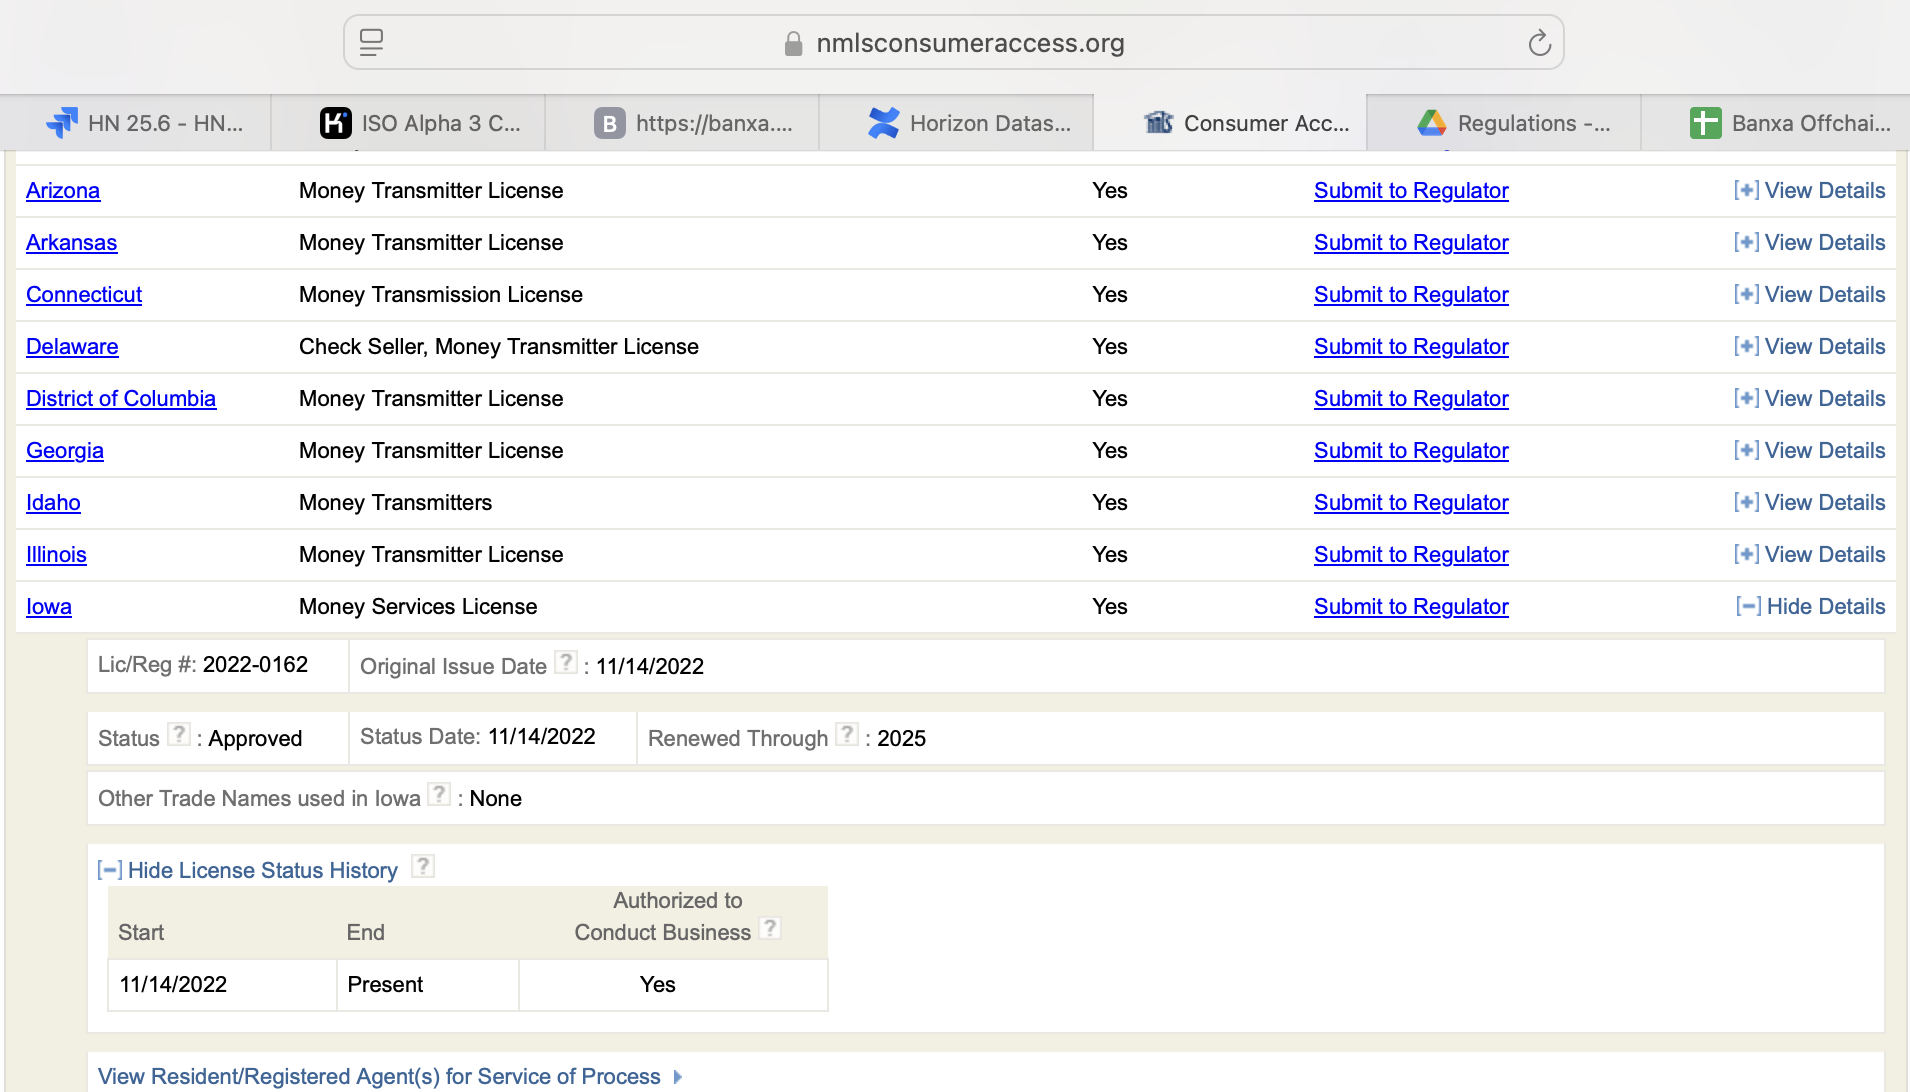 nmlsconsumeraccess.org
HN 25.6 - HN... ISO Alpha 3 C... B https://banxa.... Horizon Datas... Consumer Acc... Regulations -... Banxa Offchai...
Arizona Money Transmitter License Yes Submit to Regulator [+] View Details
Arkansas Money Transmitter License Yes Submit to Regulator [+] View Details
Connecticut Money Transmission License Yes Submit to Regulator [+] View Details
Delaware Check Seller, Money Transmitter License Yes Submit to Regulator [+] View Details
District of Columbia Money Transmitter License Yes Submit to Regulator [+] View Details
Georgia Money Transmitter License Yes Submit to Regulator [+] View Details
Idaho Money Transmitters Yes Submit to Regulator [+] View Details
Illinois Money Transmitter License Yes Submit to Regulator [+] View Details
Iowa Money Services License Yes Submit to Regulator [−] Hide Details
Lic/Reg #: 2022-0162 Original Issue Date ? : 11/14/2022
Status ? : Approved Status Date: 11/14/2022 Renewed Through ? : 2025
Other Trade Names used in Iowa ? : None
[−] Hide License Status History ?
Start End Authorized to
Conduct Business ?
11/14/2022 Present Yes
View Resident/Registered Agent(s) for Service of Process